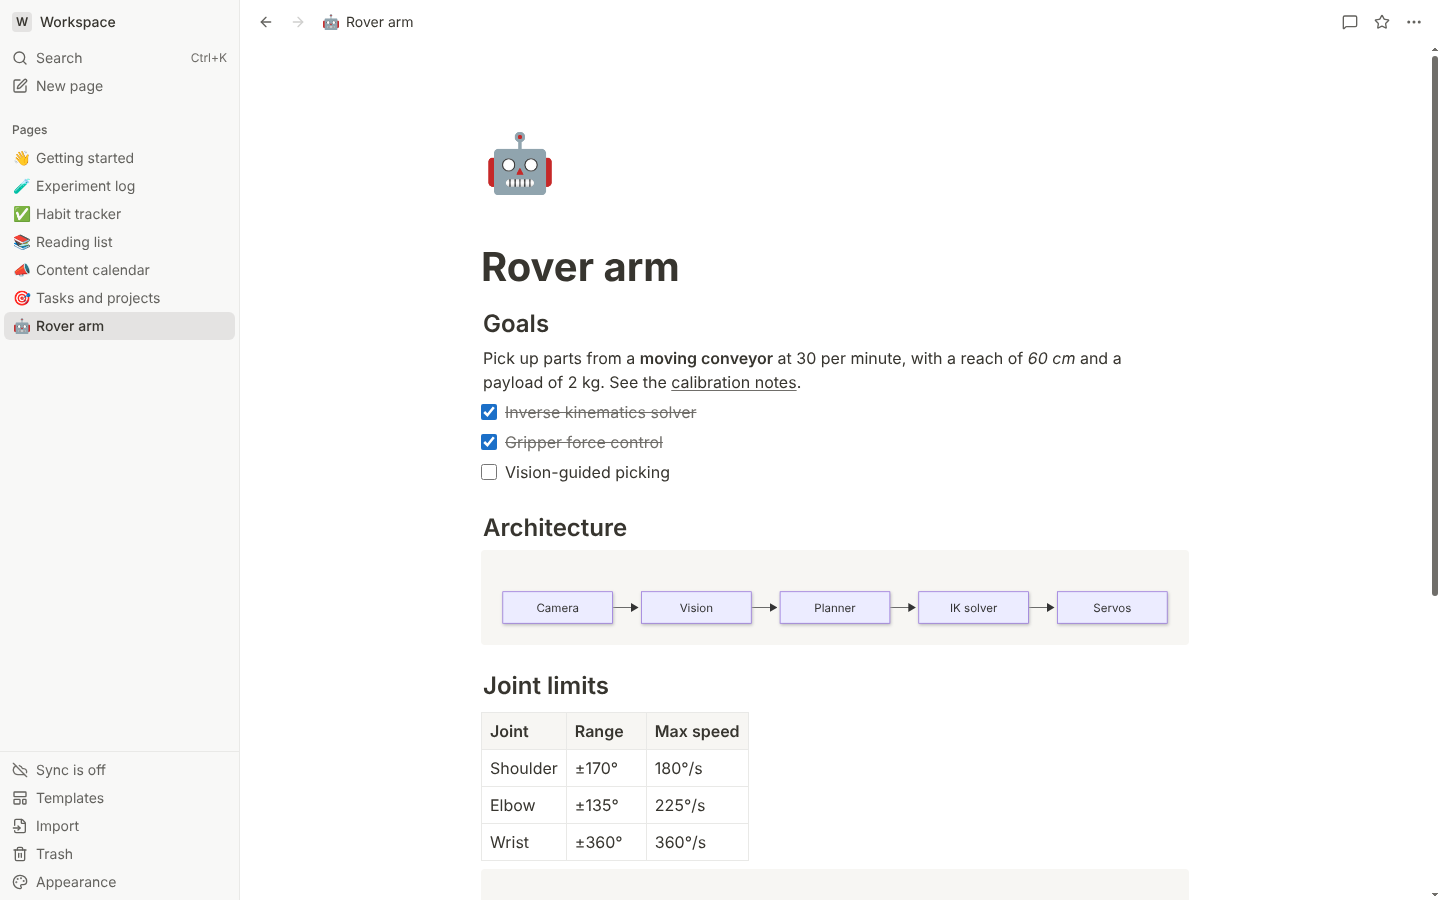 W Workspace
Search Ctrl+K
New page
Pages
Getting started
Experiment log
Habit tracker
Reading list
Content calendar
Tasks and projects
Rover arm
Sync is off
Templates
Import
Trash
Appearance
Rover arm
Rover arm
Goals
Pick up parts from a moving conveyor at 30 per minute, with a reach of 60 cm and a
payload of 2 kg. See the calibration notes.
Inverse kinematics solver
Gripper force control
Vision-guided picking
Architecture
Camera Vision Planner IK solver Servos
Joint limits
Joint Range Max speed
Shoulder ±170° 180°/s
Elbow ±135° 225°/s
Wrist ±360° 360°/s